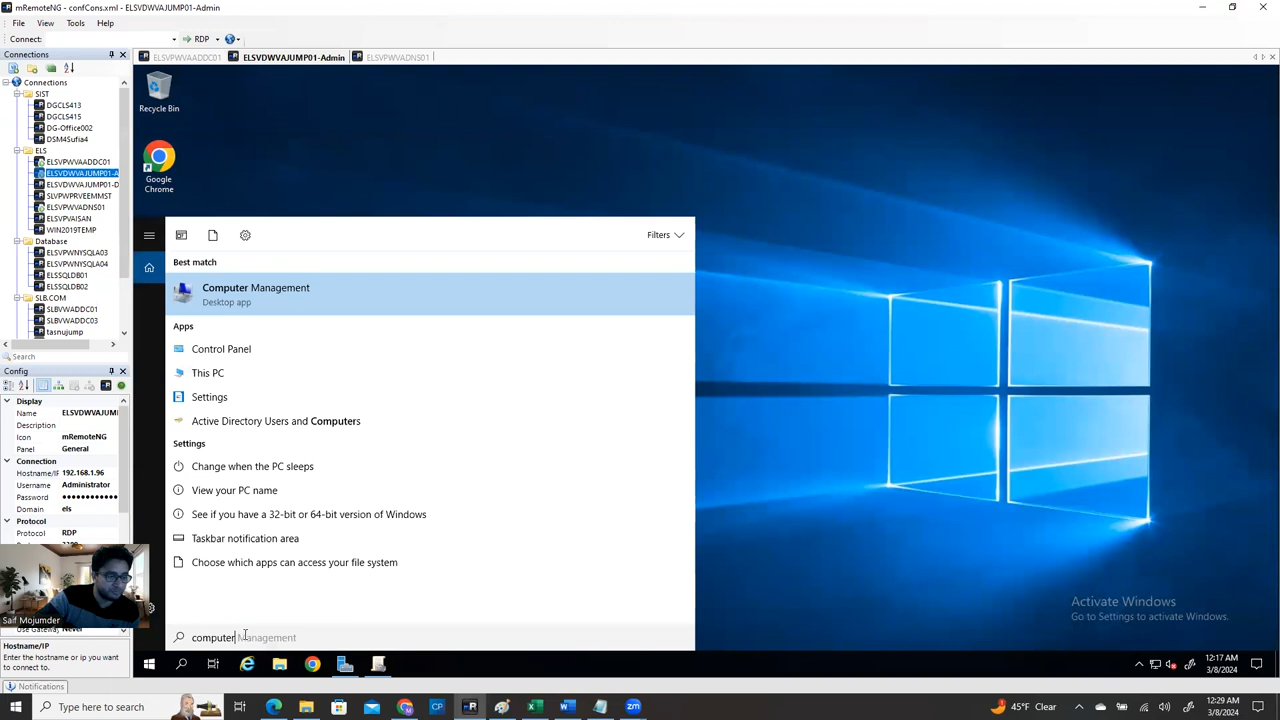 mRemoteNG - confCons.xml - ELSVDWVAJUMP01-Admin
File View Tools Help
Connect: RDP
Connections
ELSVPWVAADDC01 ELSVDWVAJUMP01-Admin ELSVPWVADNS01
Connections
SIST
DGCLS413
DGCLS415
DG-Office002
DSM4Sufia4
ELS
ELSVPWVAADDC01
ELSVDWVAJUMP01-A
ELSVDWVAJUMP01-D
SLVPWPRVEEMMST
ELSVPWVADNS01
ELSVPVAISAN
WIN2019TEMP
Database
ELSVPWNYSQLA03
ELSVPWNYSQLA04
ELSSQLDB01
ELSSQLDB02
SLB.COM
SLBVWADDC01
SLBVWADDC03
tasnujump
Search
Config
Display
Name ELSVDWVAJUMI
Description
Icon mRemoteNG
Panel General
Connection
Hostname/IP 192.168.1.96
Username Administrator
Password ••••••••••••
Domain els
Protocol
Protocol RDP
Saif Mojumder
Use Gateway Never
Hostname/IP
Enter the hostname or ip you want to connect to.
Notifications
Recycle Bin
Google Chrome
Filters
Best match
Computer Management
Desktop app
Apps
Control Panel
This PC
Settings
Active Directory Users and Computers
Settings
Change when the PC sleeps
View your PC name
See if you have a 32-bit or 64-bit version of Windows
Taskbar notification area
Choose which apps can access your file system
computer Management
Activate Windows
Go to Settings to activate Windows.
12:17 AM
3/8/2024
Type here to search
45°F Clear
12:29 AM
3/8/2024